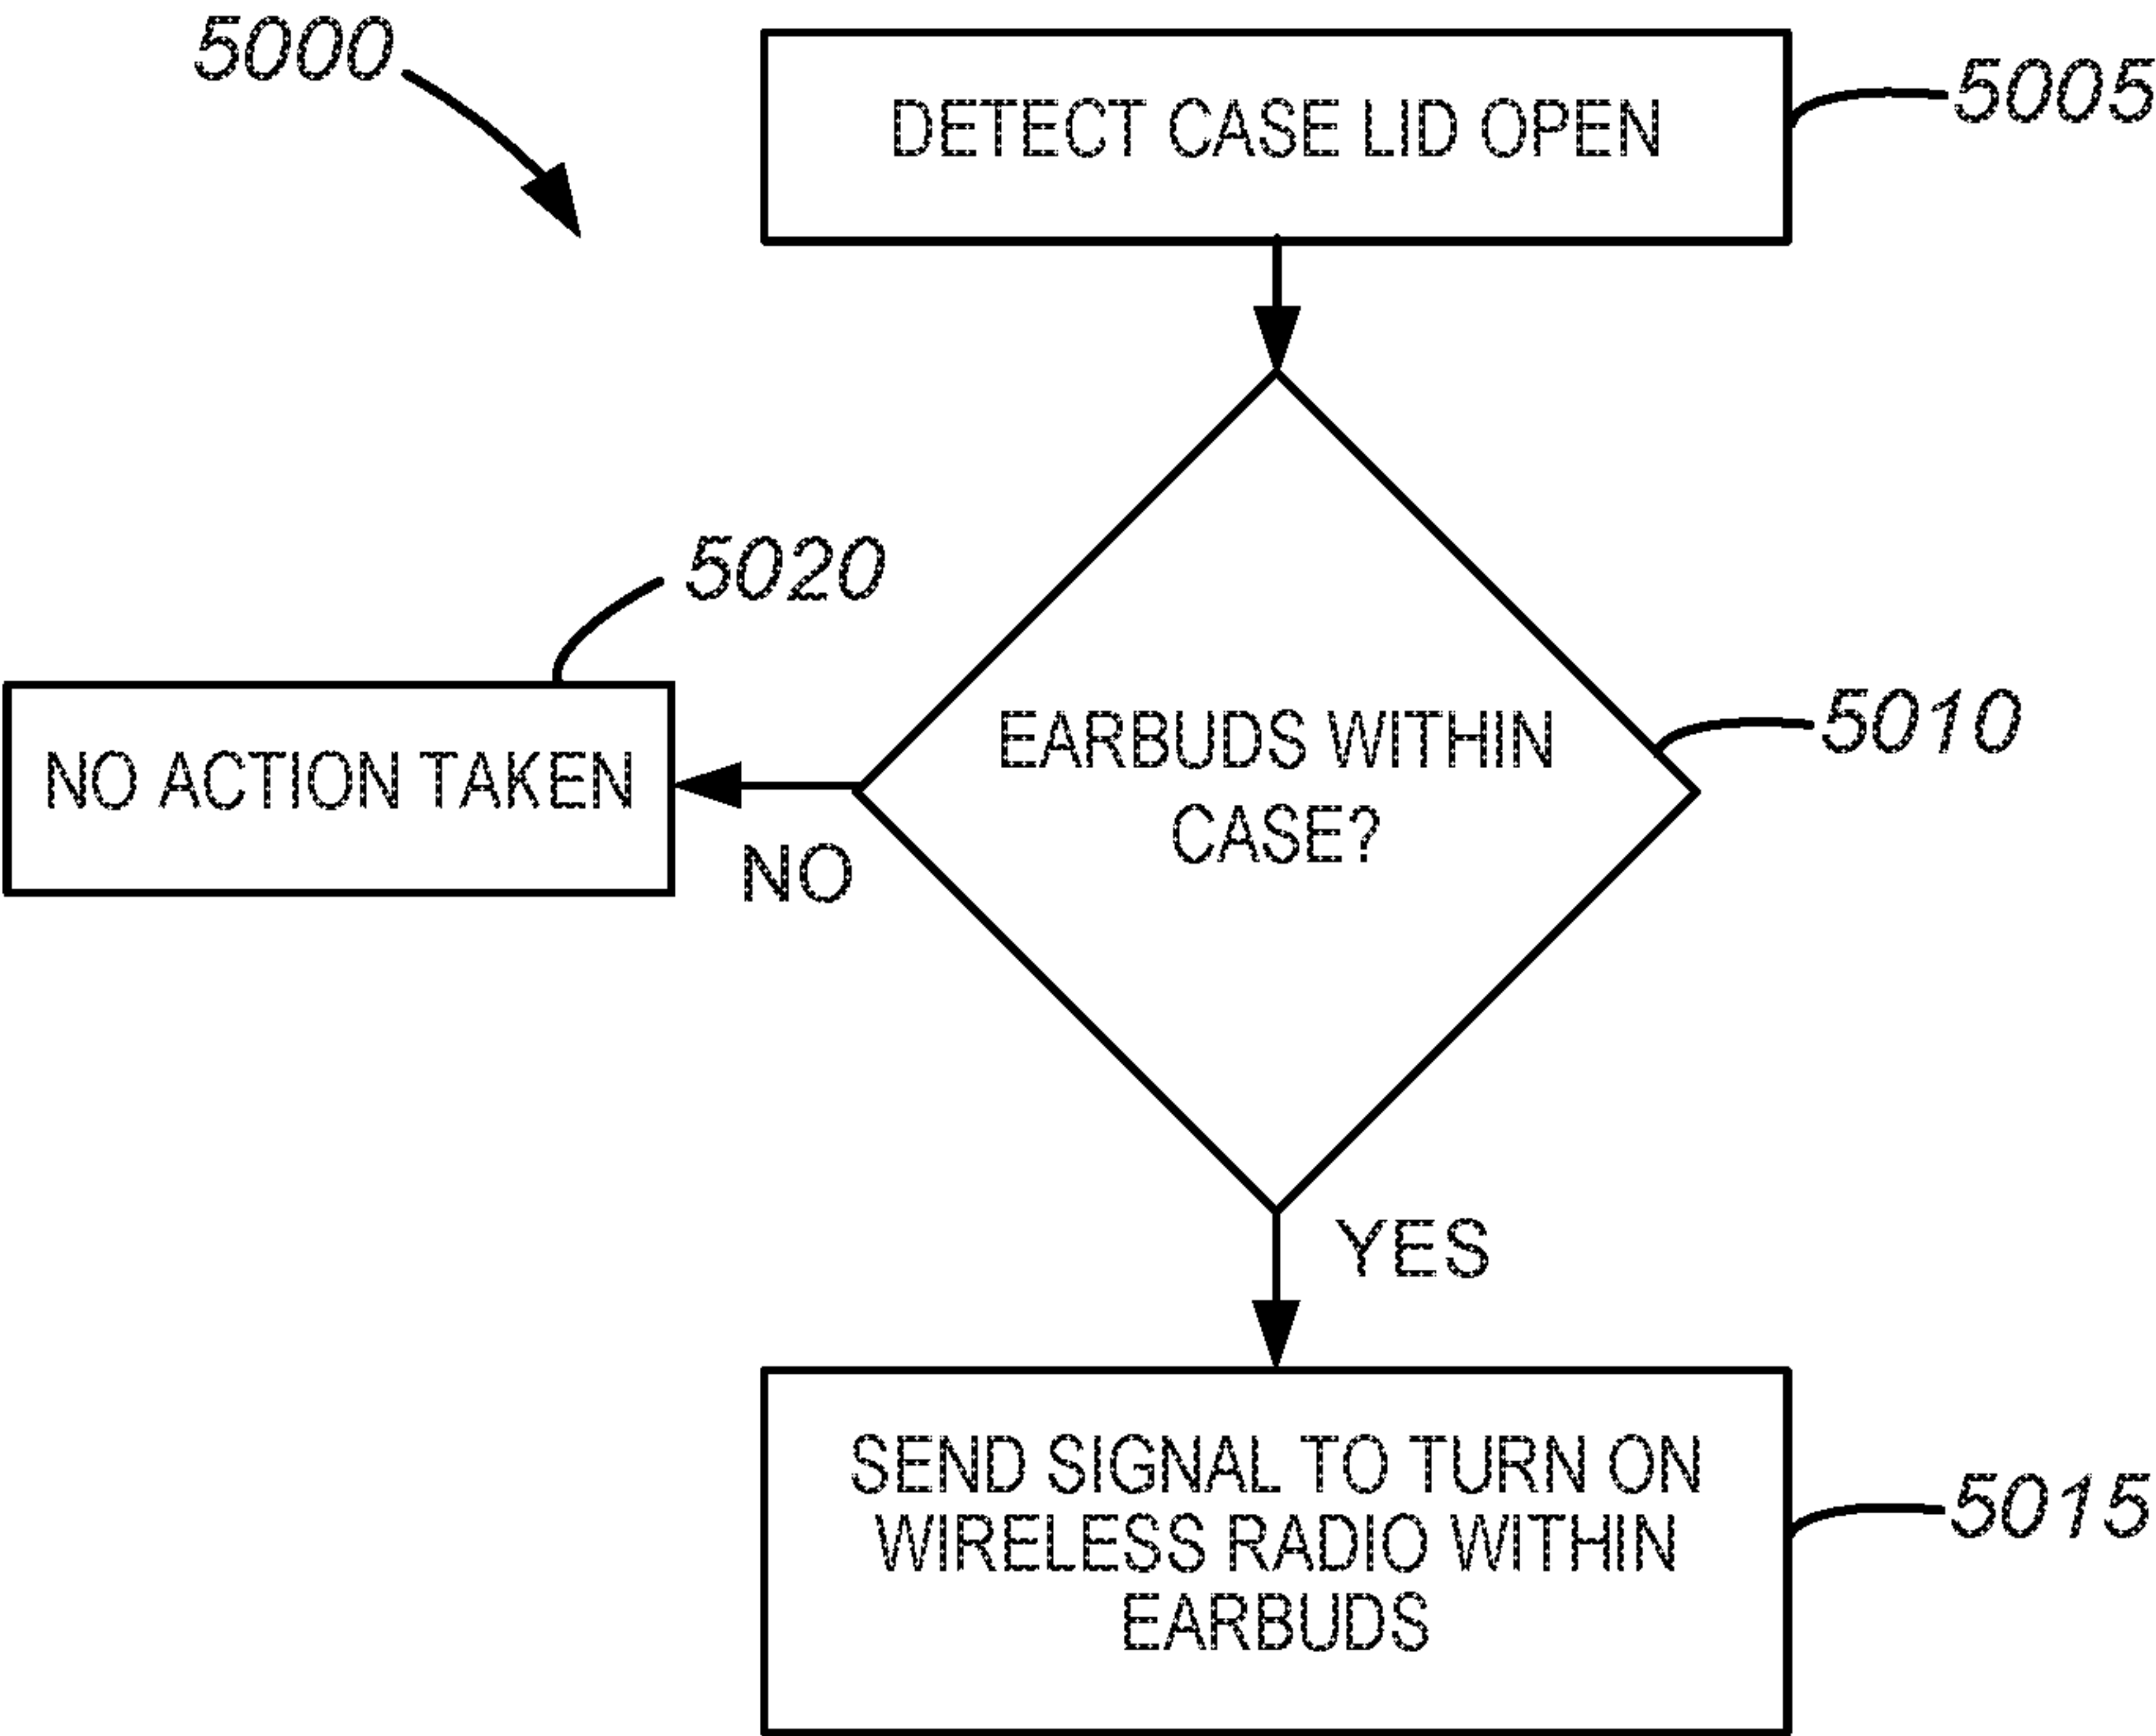 5000
DETECT CASE LID OPEN
5005
5020
EARBUDS WITHIN
CASE?
5010
NO ACTION TAKEN
NO
YES
SEND SIGNAL TO TURN ON
WIRELESS RADIO WITHIN
EARBUDS
5015